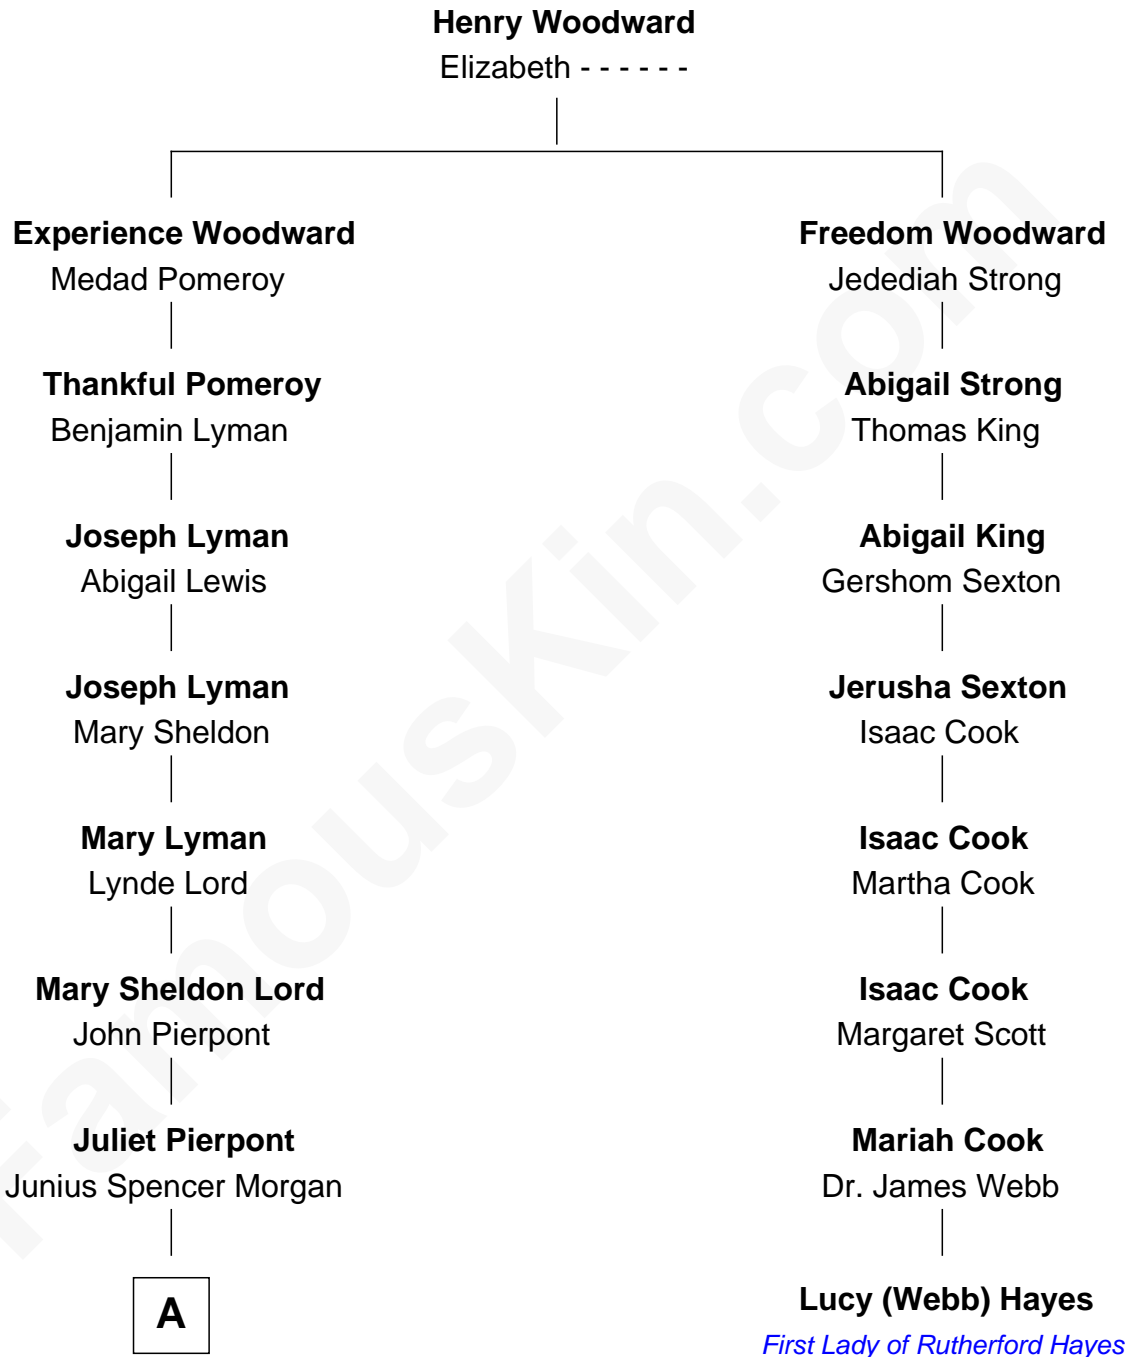 Henry Woodward
Elizabeth - - - - - -
Experience Woodward
Medad Pomeroy
Freedom Woodward
Jedediah Strong
Thankful Pomeroy
Benjamin Lyman
Abigail Strong
Thomas King
Joseph Lyman
Abigail Lewis
Abigail King
Gershom Sexton
Joseph Lyman
Mary Sheldon
Jerusha Sexton
Isaac Cook
Mary Lyman
Lynde Lord
Isaac Cook
Martha Cook
Mary Sheldon Lord
John Pierpont
Isaac Cook
Margaret Scott
Juliet Pierpont
Junius Spencer Morgan
Mariah Cook
Dr. James Webb
A
Lucy (Webb) Hayes
First Lady of Rutherford Hayes
FamousKin.com